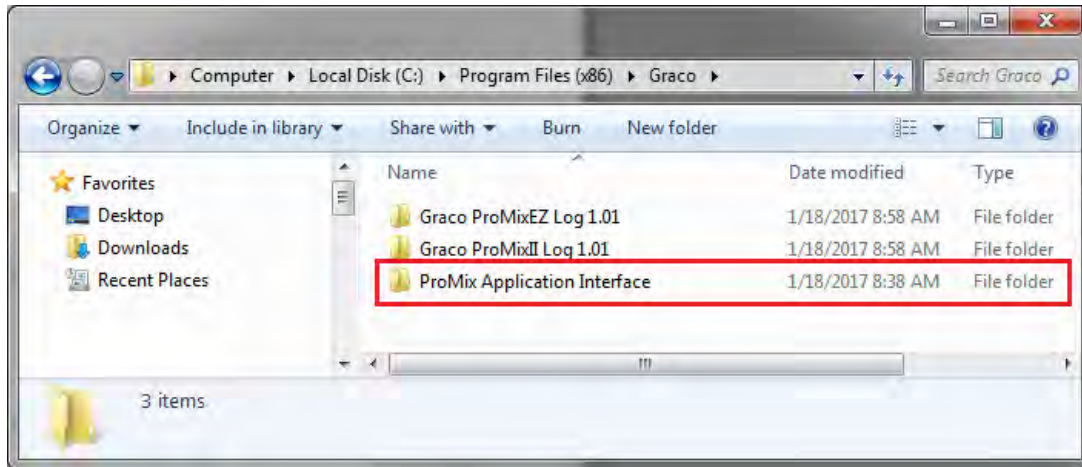 Computer Local Disk (C:) Program Files (x86) Graco Search Graco
Organize Include in library Share with Burn New folder
Favorites
Desktop
Downloads
Recent Places
Name Date modified Type
Graco ProMixEZ Log 1.01 1/18/2017 8:58 AM File folder
Graco ProMixII Log 1.01 1/18/2017 8:58 AM File folder
ProMix Application Interface 1/18/2017 8:38 AM File folder
3 items